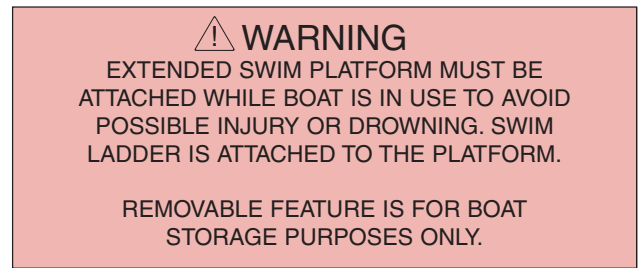 ⚠ WARNING
EXTENDED SWIM PLATFORM MUST BE
ATTACHED WHILE BOAT IS IN USE TO AVOID
POSSIBLE INJURY OR DROWNING. SWIM
LADDER IS ATTACHED TO THE PLATFORM.
REMOVABLE FEATURE IS FOR BOAT
STORAGE PURPOSES ONLY.